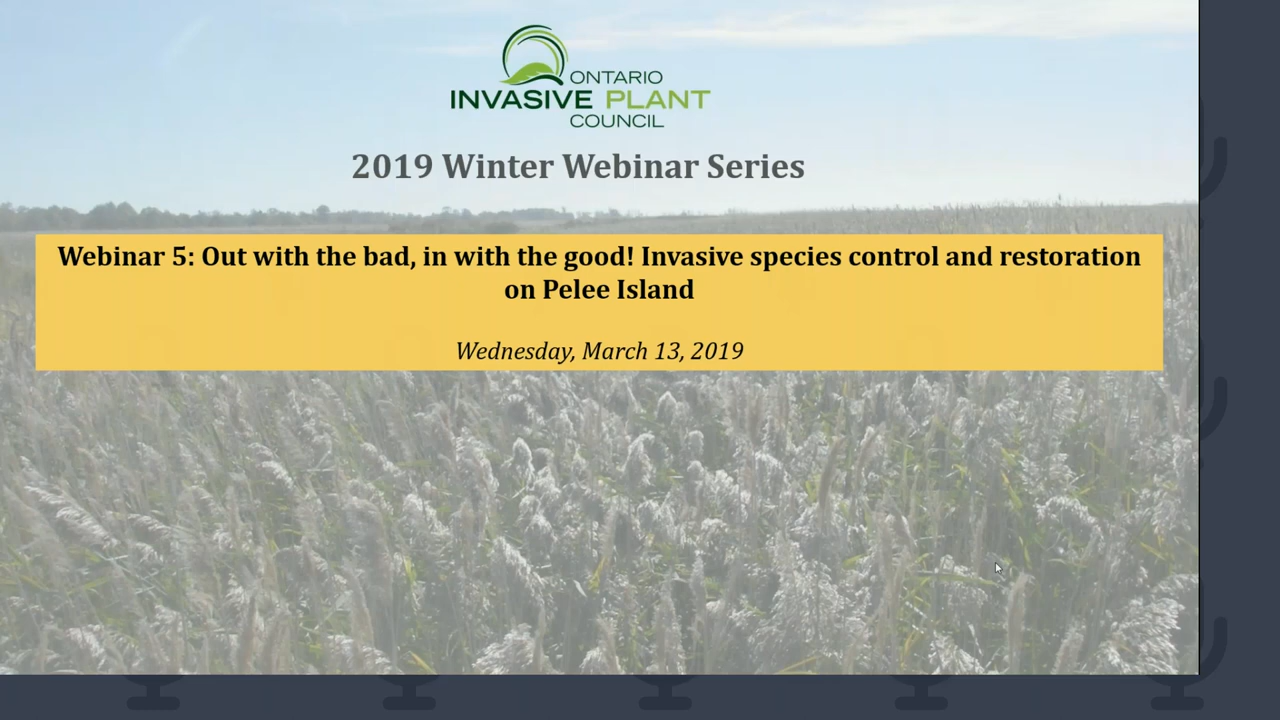 ONTARIO
INVASIVE PLANT
COUNCIL
2019 Winter Webinar Series
Webinar 5: Out with the bad, in with the good! Invasive species control and restoration
on Pelee Island
Wednesday, March 13, 2019